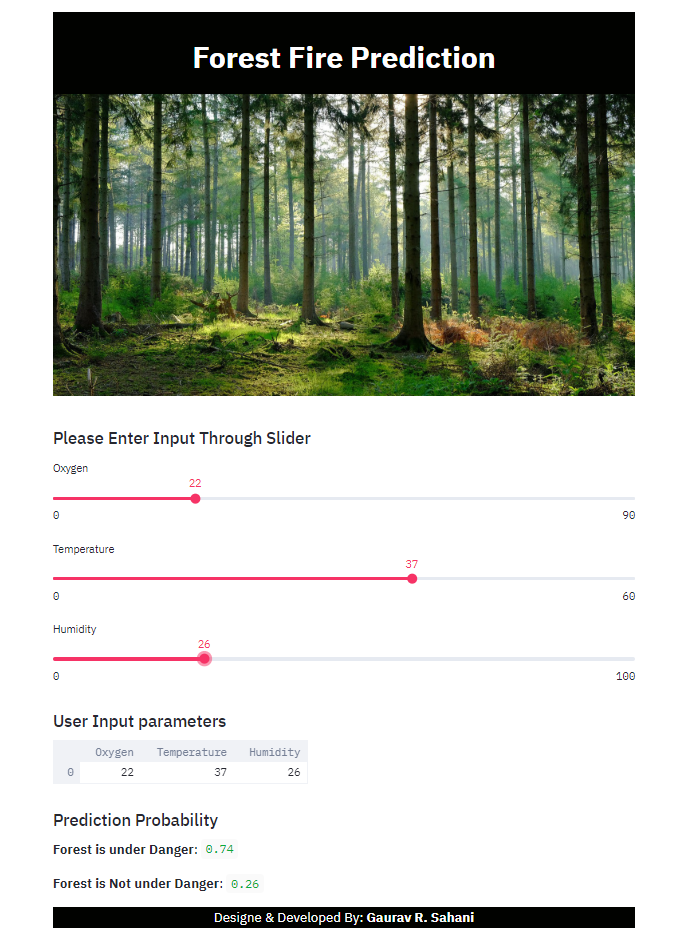 Forest Fire Prediction
Please Enter Input Through Slider
Oxygen
22
0 90
Temperature
37
0 60
Humidity
26
0 100
User Input parameters
Oxygen Temperature Humidity
0 22 37 26
Prediction Probability
Forest is under Danger: 0.74
Forest is Not under Danger: 0.26
Designe & Developed By: Gaurav R. Sahani